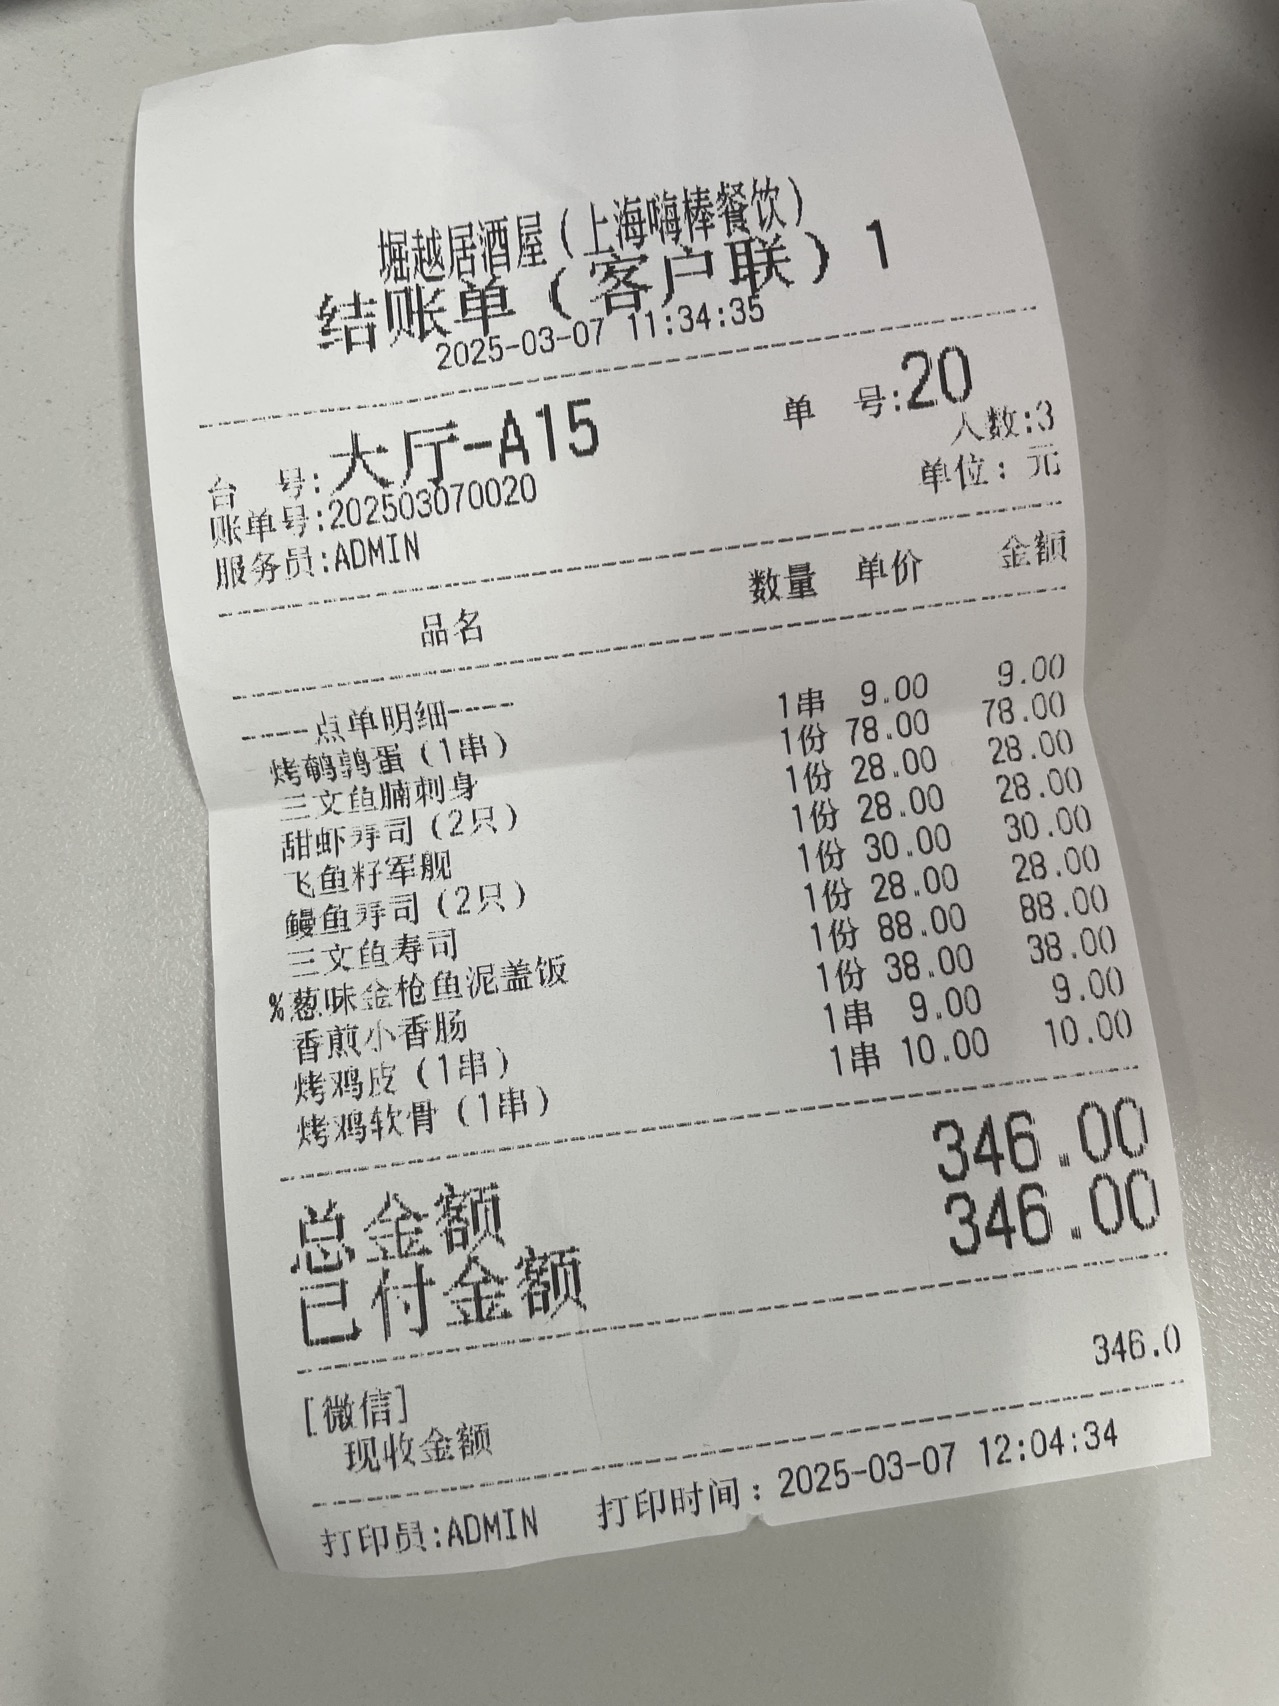 堀越居酒屋(上海嗨棒餐饮)
结账单(客户联)1
2025-03-07 11:34:35
台 号:大厅-A15 单 号:20
账单号:202503070020 人数:3
服务员:ADMIN 单位: 元
品名 数量 单价 金额
----点单明细----
烤鹌鹑蛋(1串) 1串 9.00 9.00
三文鱼腩刺身 1份 78.00 78.00
甜虾寿司(2只) 1份 28.00 28.00
飞鱼籽军舰 1份 28.00 28.00
鳗鱼寿司(2只) 1份 30.00 30.00
三文鱼寿司 1份 28.00 28.00
%葱味金枪鱼泥盖饭 1份 88.00 88.00
香煎小香肠 1份 38.00 38.00
烤鸡皮(1串) 1串 9.00 9.00
烤鸡软骨(1串) 1串 10.00 10.00
总金额 346.00
已付金额 346.00
[微信]
现收金额 346.0
打印员:ADMIN 打印时间: 2025-03-07 12:04:34